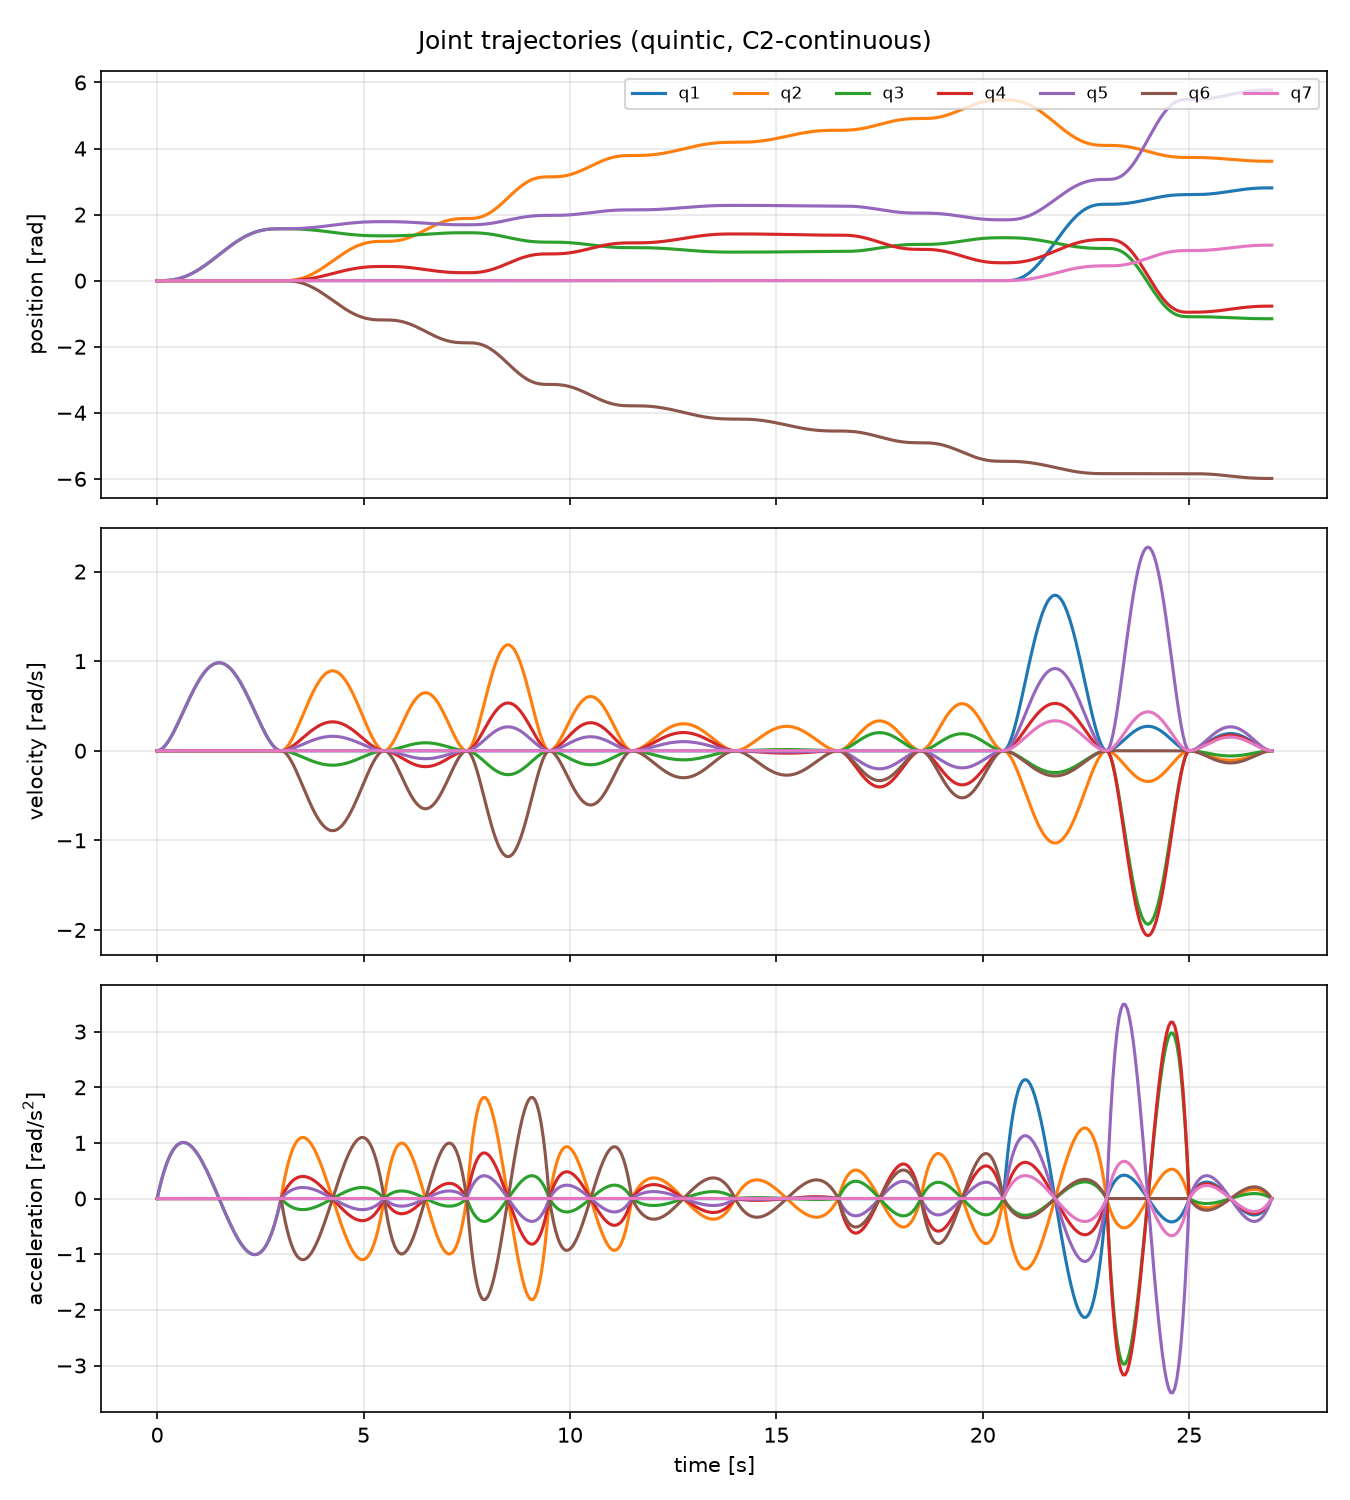 Joint trajectories (quintic, C2-continuous)
q1 q2 q3 q4 q5 q6 q7
6
4
2
0
−2
−4
−6
position [rad]
2
1
0
−1
−2
velocity [rad/s]
3
2
1
0
−1
−2
−3
acceleration [rad/s²]
0 5 10 15 20 25
time [s]